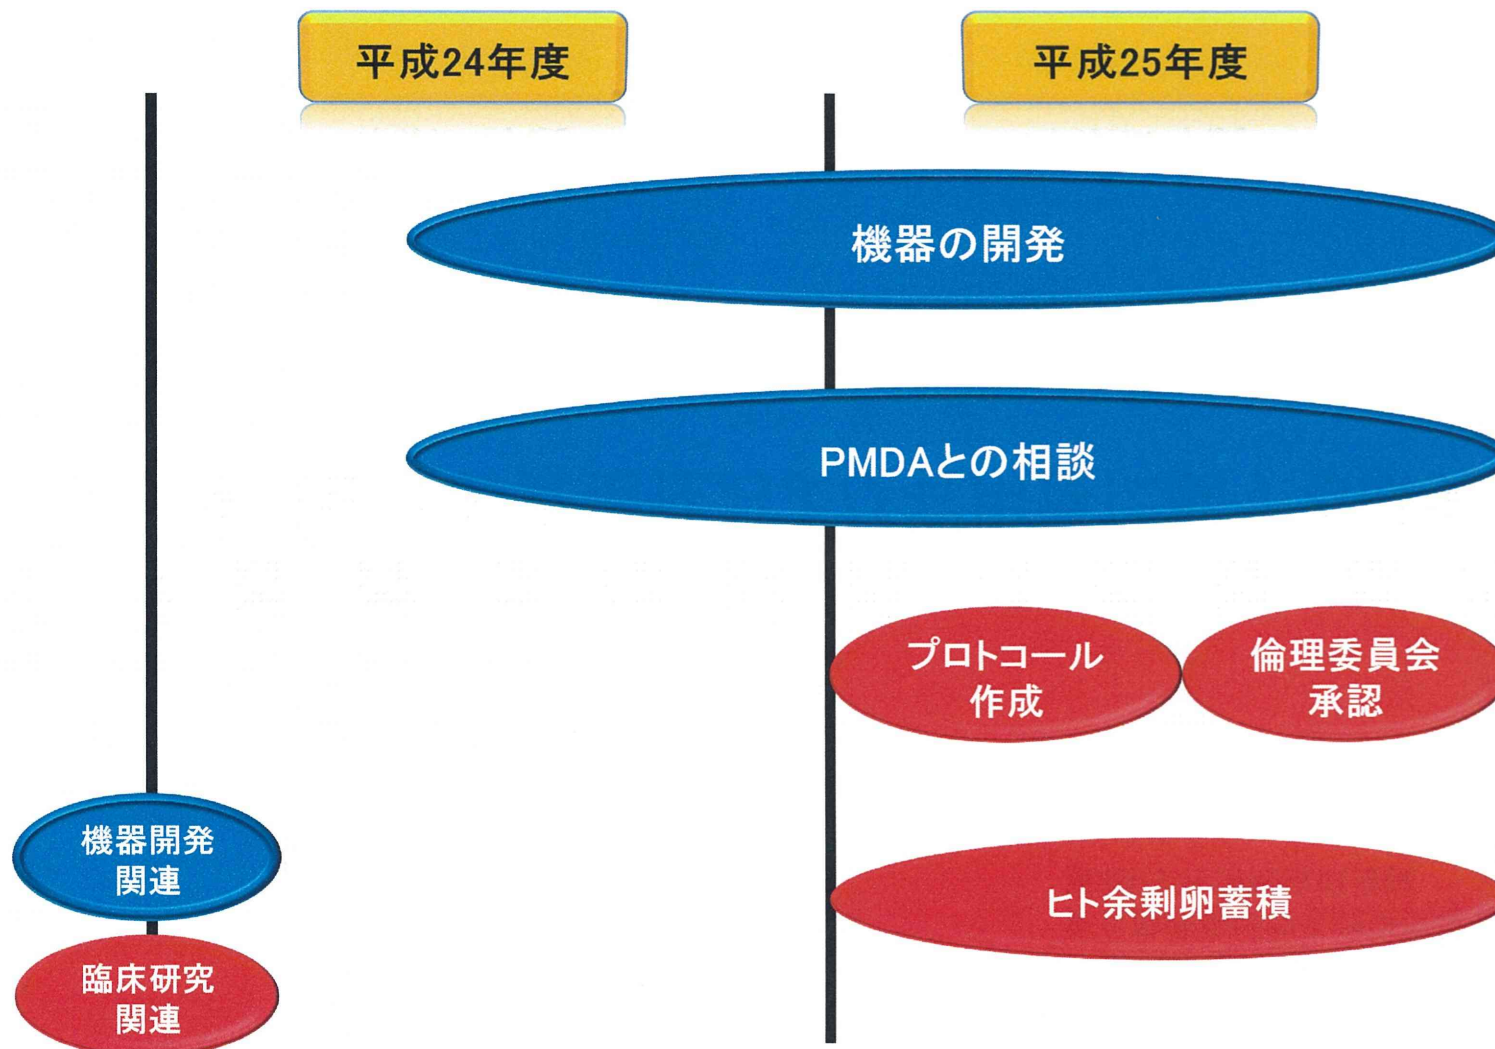 平成24年度
平成25年度
機器の開発
PMDAとの相談
プロトコール
作成
倫理委員会
承認
機器開発
関連
ヒト余剰卵蓄積
臨床研究
関連